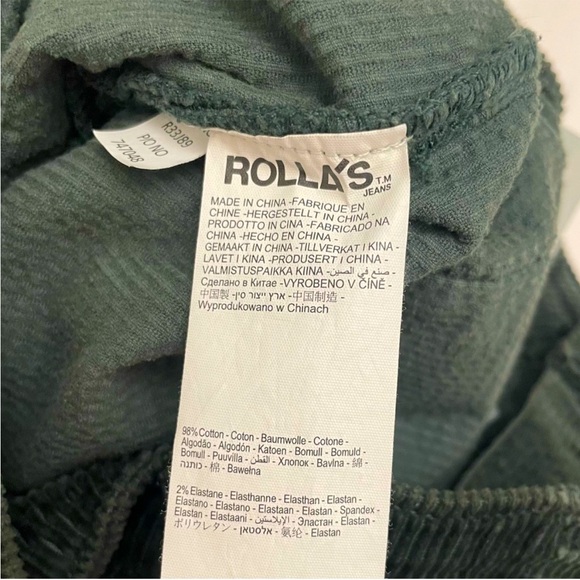 R33J89
P/O NO
747048
ROLLA'S T.M
JEANS
MADE IN CHINA -FABRIQUE EN
CHINE -HERGESTELLT IN CHINA -
PRODOTTO IN CINA -FABRICADO NA
CHINA -HECHO EN CHINA -
GEMAAKT IN CHINA -TILLVERKAT I KINA -
LAVET I KINA -PRODUSERT I CHINA -
VALMISTUSPAIKKA KIINA - صنع في الصين -
Сделано в Китае -VYROBENO V ČÍNĚ -
中国製 -ארץ ייצור סין -中国制造 -
Wyprodukowano w Chinach
98% Cotton - Coton - Baumwolle - Cotone -
Algodão - Algodón - Katoen - Bomull - Bomuld -
Bomull - Puuvilla - القطن - Хлопок - Bavlna - 綿 -
כותנה - 棉 - Bawełna
2% Elastane - Elasthanne - Elasthan - Elastan -
Elastano - Elastano - Elastaan - Elastan - Spandex -
Elastan - Elastaani - الإيلاستين - Эластан - Elastan -
ポリウレタン - אלסטן - 氨纶 - Elastan